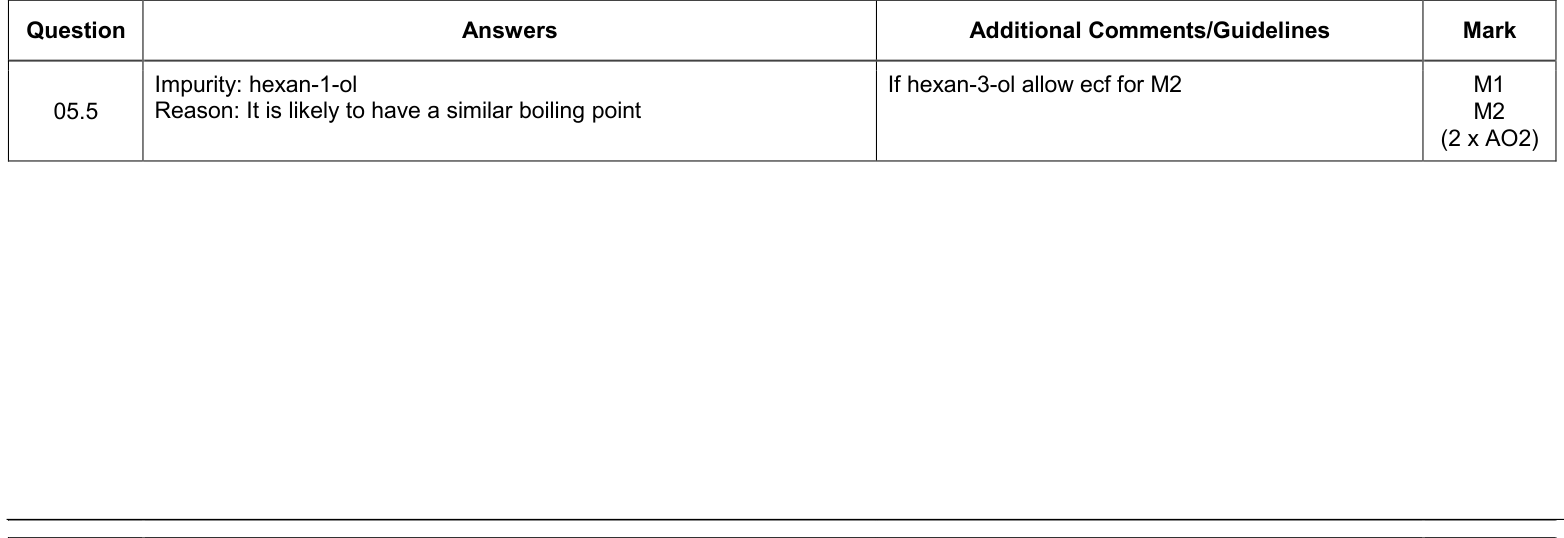 Question Answers Additional Comments/Guidelines Mark
05.5
Impurity: hexan-1-ol
Reason: It is likely to have a similar boiling point
If hexan-3-ol allow ecf for M2
M1
M2
(2 x AO2)